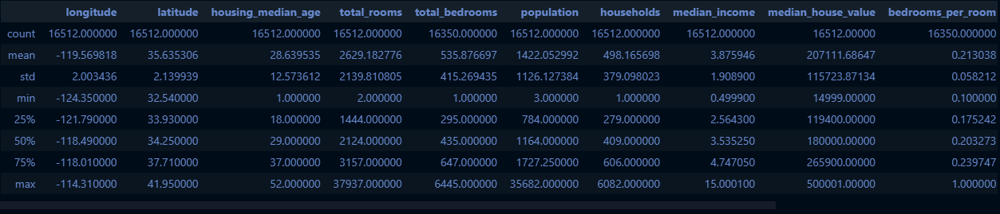 longitude latitude housing_median_age total_rooms total_bedrooms population households median_income median_house_value bedrooms_per_room
count 16512.000000 16512.000000 16512.000000 16512.000000 16350.000000 16512.000000 16512.000000 16512.000000 16512.000000 16350.000000
mean -119.569818 35.635306 28.639535 2629.182776 535.876697 1422.052992 498.165698 3.875946 207111.68647 0.213038
std 2.003436 2.139939 12.573612 2139.810805 415.269435 1126.127384 379.098023 1.908900 115723.87134 0.058212
min -124.350000 32.540000 1.000000 2.000000 1.000000 3.000000 1.000000 0.499900 14999.00000 0.100000
25% -121.790000 33.930000 18.000000 1444.000000 295.000000 784.000000 279.000000 2.564300 119400.00000 0.175242
50% -118.490000 34.250000 29.000000 2124.000000 435.000000 1164.000000 409.000000 3.535250 180000.00000 0.203273
75% -118.010000 37.710000 37.000000 3157.000000 647.000000 1727.250000 606.000000 4.747050 265900.00000 0.239747
max -114.310000 41.950000 52.000000 37937.000000 6445.000000 35682.000000 6082.000000 15.000100 500001.00000 1.000000